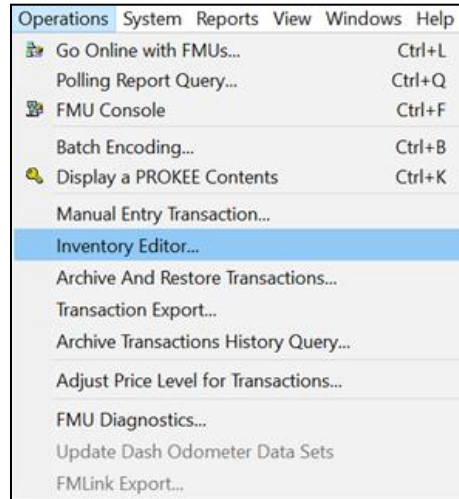 Operations System Reports View Windows Help
Go Online with FMUs... Ctrl+L
Polling Report Query... Ctrl+Q
FMU Console Ctrl+F
Batch Encoding... Ctrl+B
Display a PROKEE Contents Ctrl+K
Manual Entry Transaction...
Inventory Editor...
Archive And Restore Transactions...
Transaction Export...
Archive Transactions History Query...
Adjust Price Level for Transactions...
FMU Diagnostics...
Update Dash Odometer Data Sets
FMLink Export...